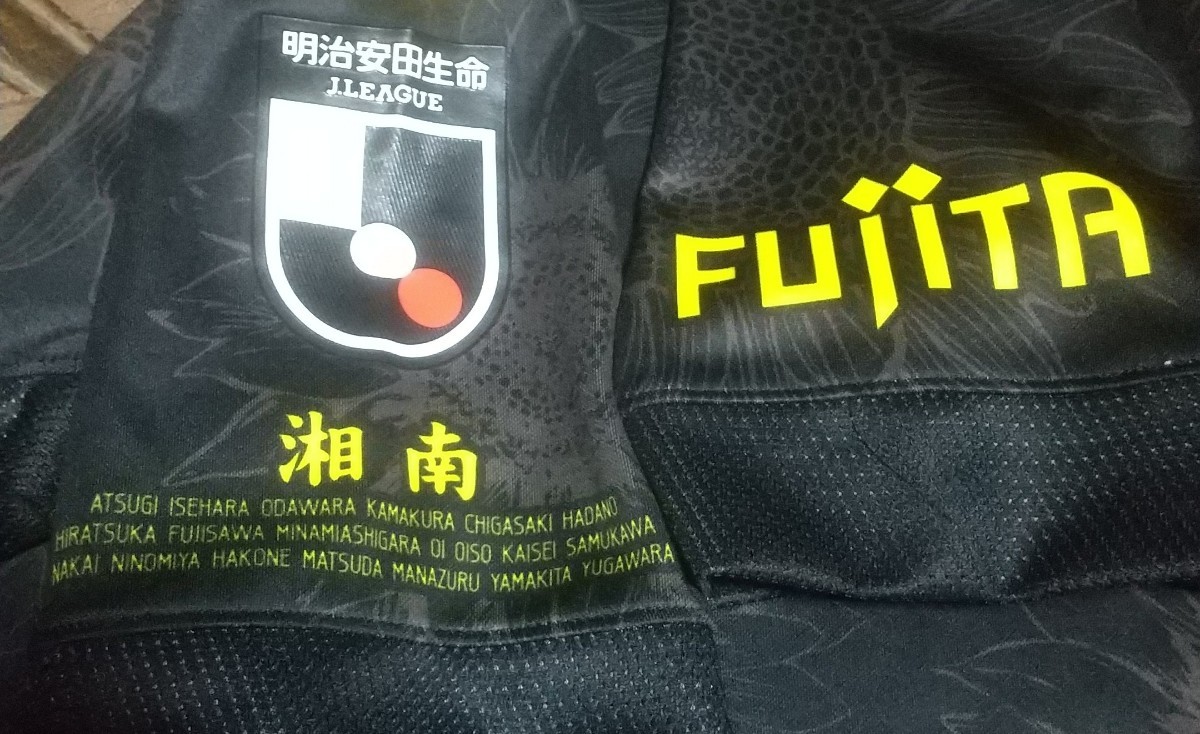 明治安田生命
J.LEAGUE
FUJITA
湘南
ATSUGI ISEHARA ODAWARA KAMAKURA CHIGASAKI HADANO
HIRATSUKA FUJISAWA MINAMIASHIGARA OI OISO KAISEI SAMUKAWA
NAKAI NINOMIYA HAKONE MATSUDA MANAZURU YAMAKITA YUGAWARA